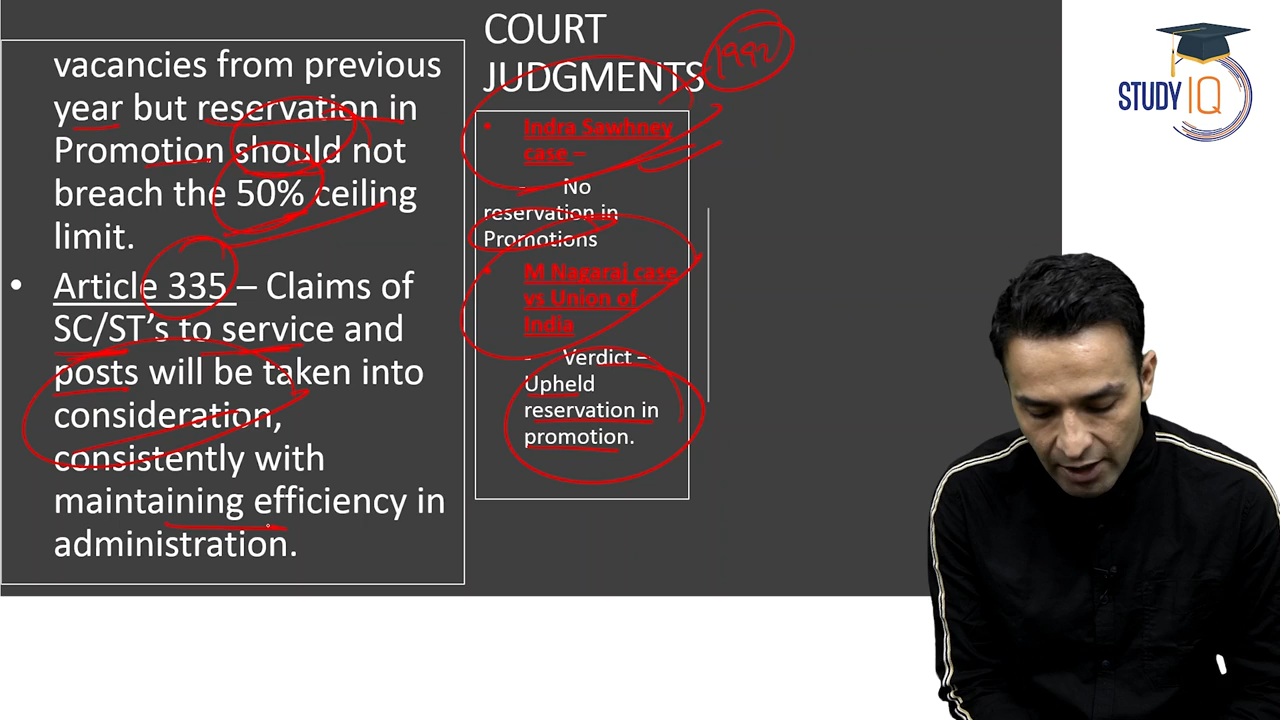 vacancies from previous
year but reservation in
Promotion should not
breach the 50% ceiling
limit.
• Article 335 – Claims of
SC/ST's to service and
posts will be taken into
consideration,
consistently with
maintaining efficiency in
administration.
COURT
JUDGMENTS
1992
• Indra Sawhney
case –
- No
reservation in
Promotions
• M Nagaraj case
vs Union of
India
- Verdict –
Upheld
reservation in
promotion.
STUDY IQ